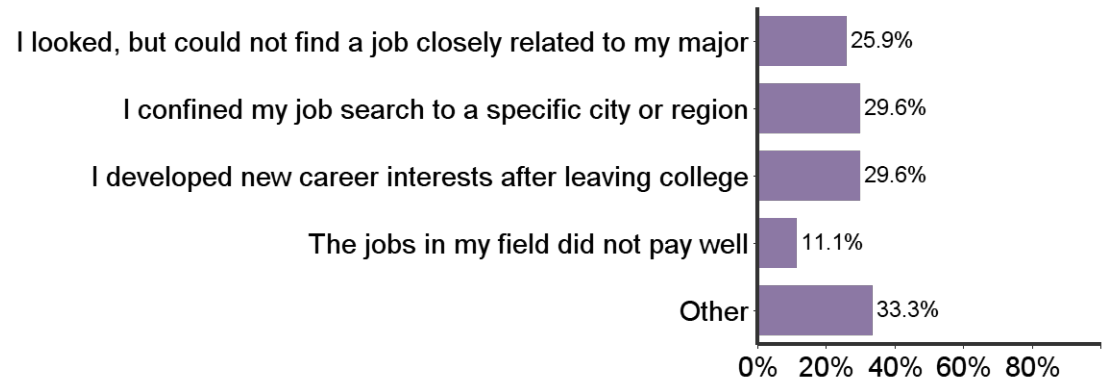 I looked, but could not find a job closely related to my major 25.9%
I confined my job search to a specific city or region 29.6%
I developed new career interests after leaving college 29.6%
The jobs in my field did not pay well 11.1%
Other 33.3%
0% 20% 40% 60% 80%